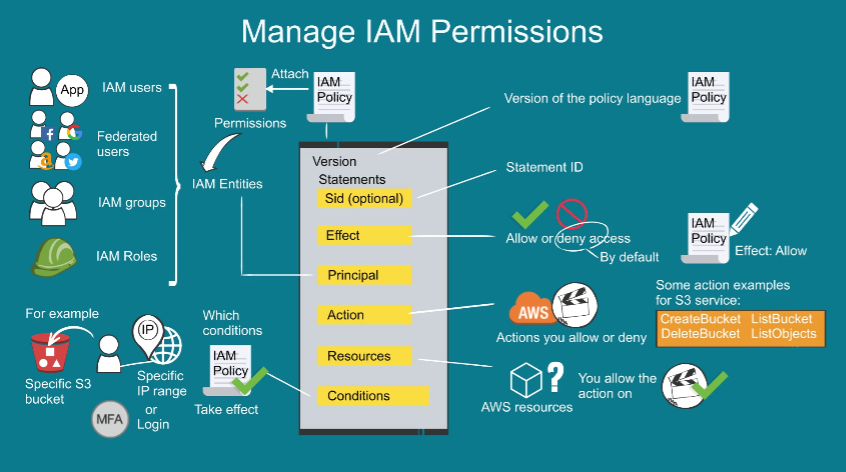 Manage IAM Permissions
App
IAM users
Federated
users
IAM groups
IAM Roles
IAM Entities
Permissions
Attach
IAM
Policy
Version
Statements
Sid (optional)
Effect
Principal
Action
Resources
Conditions
Version of the policy language
IAM
Policy
Statement ID
Allow or deny access
By default
IAM
Policy
Effect: Allow
AWS
Actions you allow or deny
Some action examples
for S3 service:
CreateBucket ListBucket
DeleteBucket ListObjects
?
AWS resources
You allow the
action on
Which
conditions
IAM
Policy
Take effect
For example
Specific S3
bucket
IP
Specific
IP range
or
Login
MFA